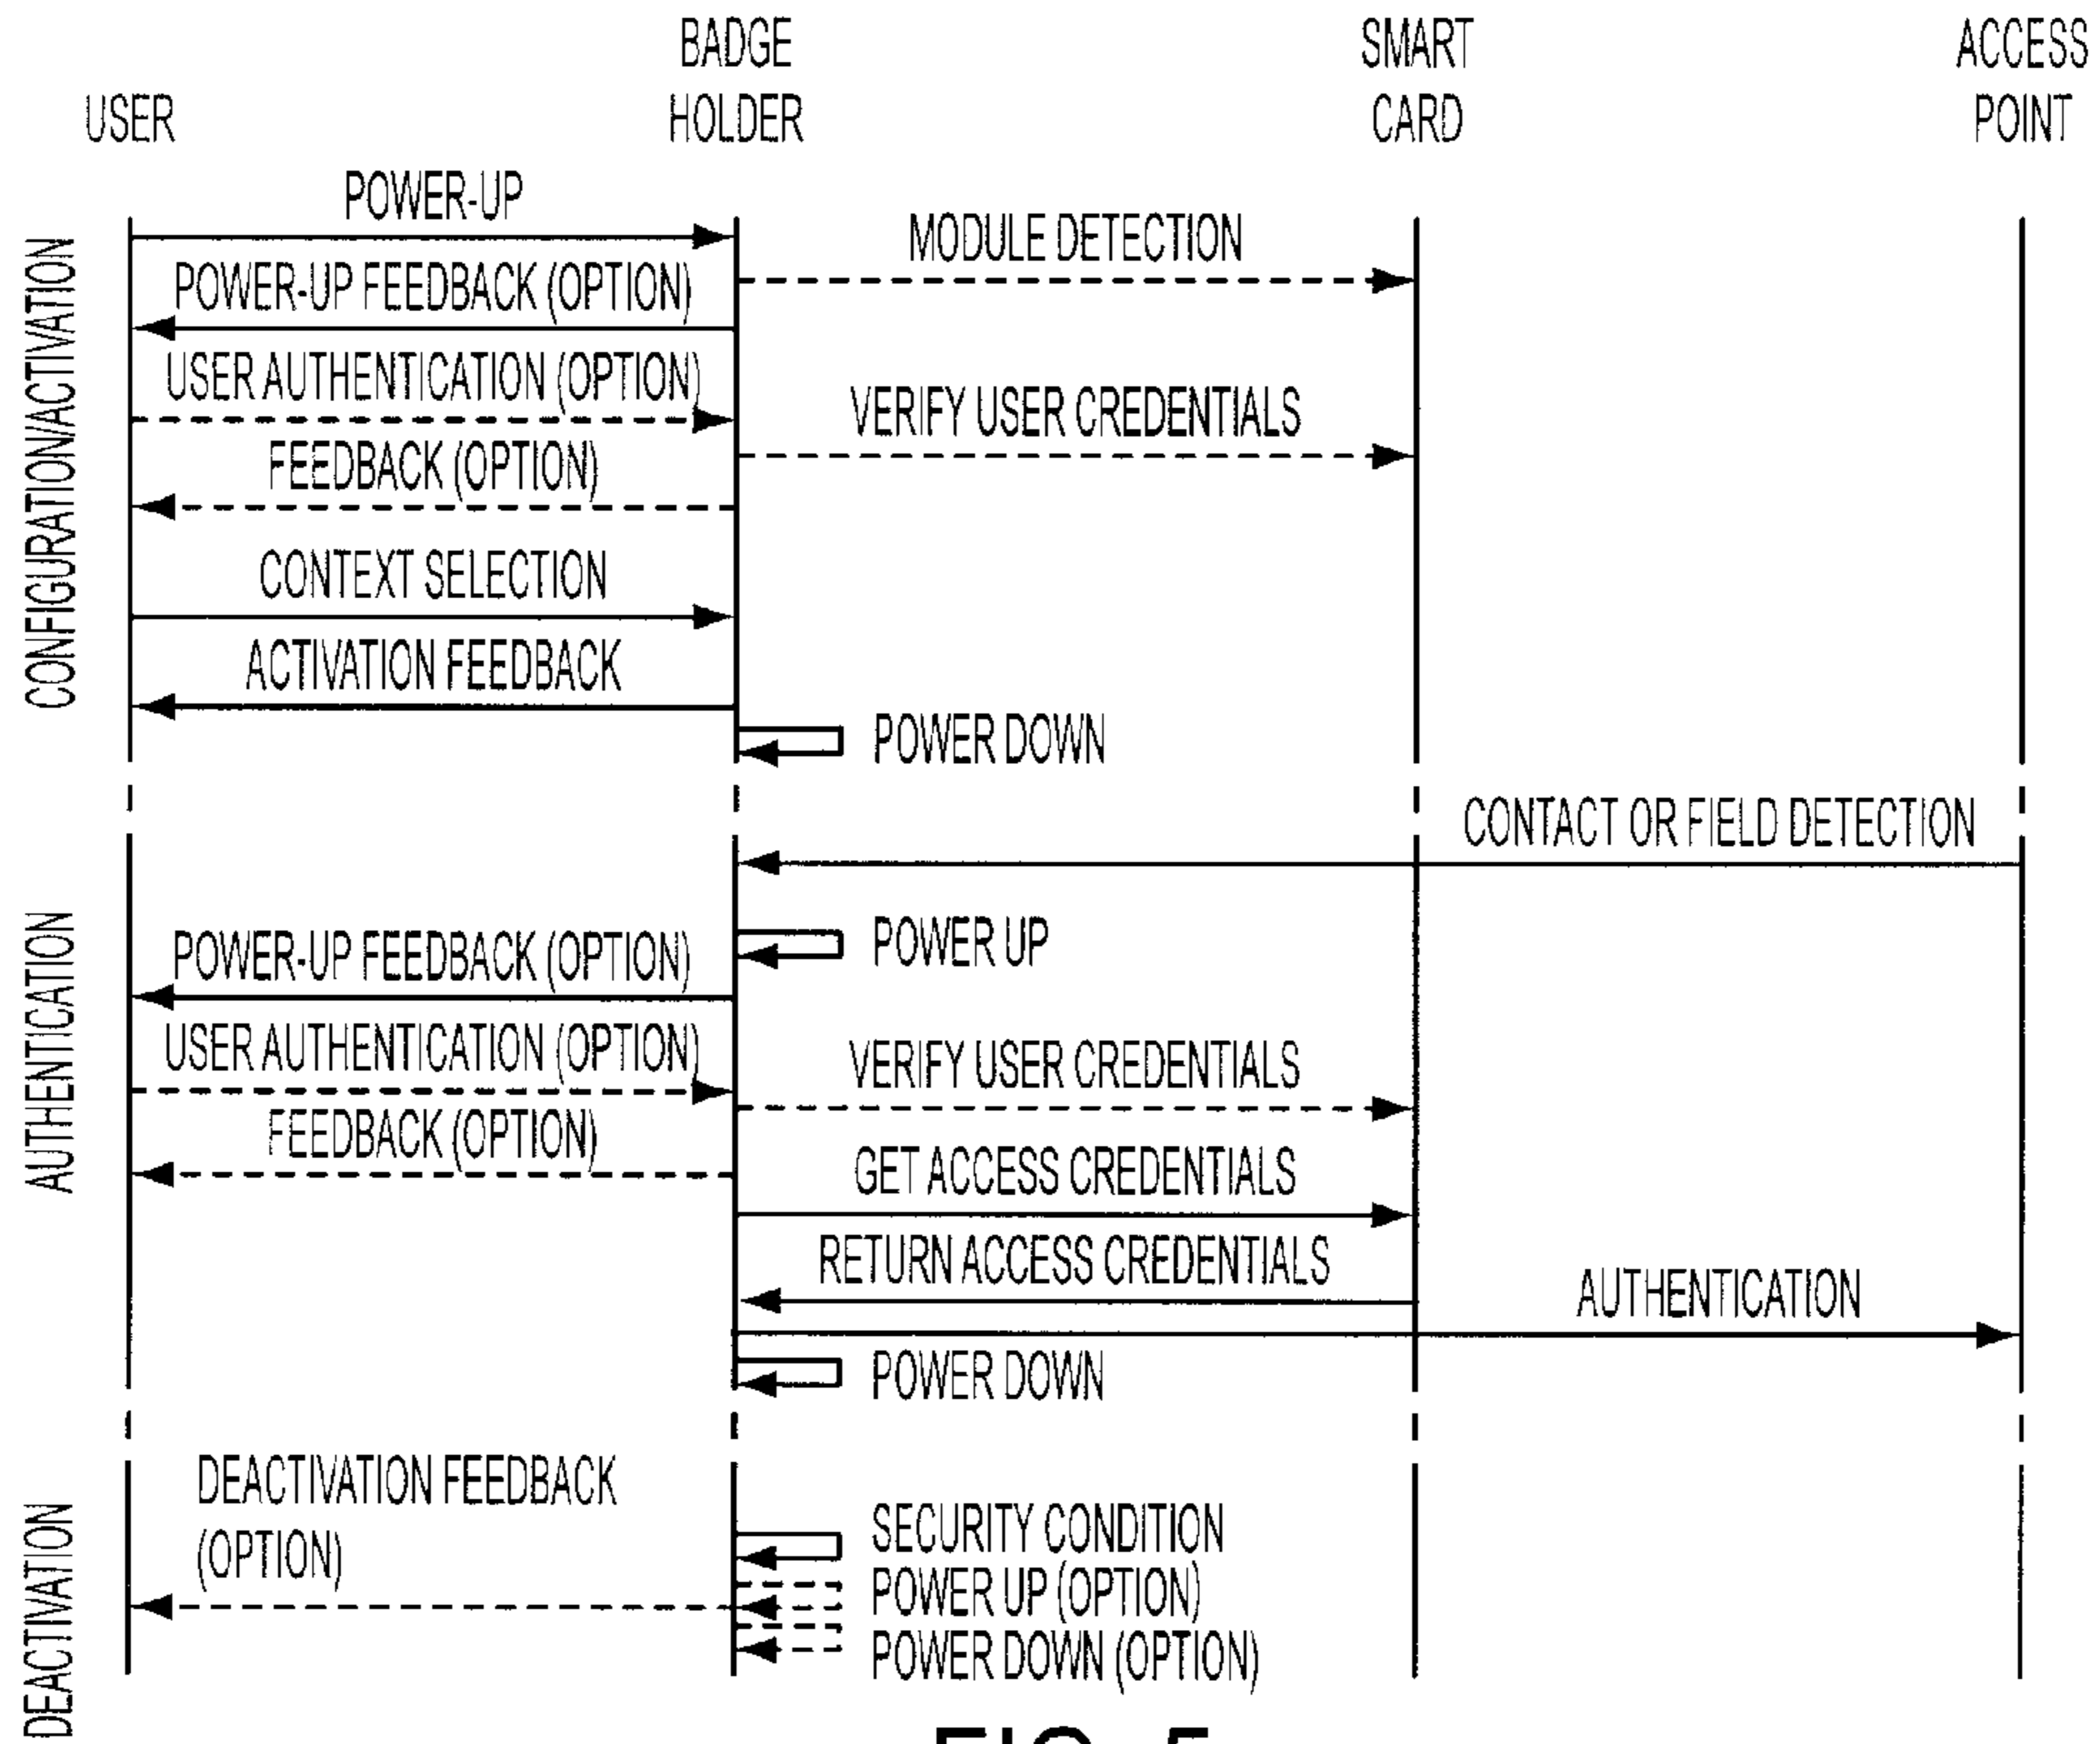 USER
BADGE
HOLDER
SMART
CARD
ACCESS
POINT
CONFIGURATION/ACTIVATION
POWER-UP
MODULE DETECTION
POWER-UP FEEDBACK (OPTION)
USER AUTHENTICATION (OPTION)
VERIFY USER CREDENTIALS
FEEDBACK (OPTION)
CONTEXT SELECTION
ACTIVATION FEEDBACK
POWER DOWN
AUTHENTICATION
CONTACT OR FIELD DETECTION
POWER UP
POWER-UP FEEDBACK (OPTION)
USER AUTHENTICATION (OPTION)
VERIFY USER CREDENTIALS
FEEDBACK (OPTION)
GET ACCESS CREDENTIALS
RETURN ACCESS CREDENTIALS
AUTHENTICATION
POWER DOWN
DEACTIVATION
DEACTIVATION FEEDBACK
(OPTION)
SECURITY CONDITION
POWER UP (OPTION)
POWER DOWN (OPTION)
FIG. 5